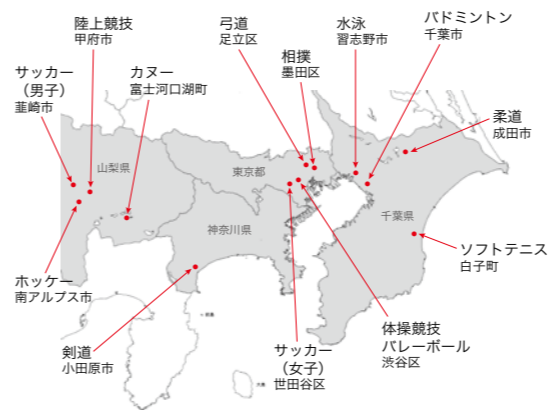 陸上競技
甲府市
サッカー
（男子）
韮崎市
カヌー
富士河口湖町
弓道
足立区
相撲
墨田区
水泳
習志野市
バドミントン
千葉市
柔道
成田市
山梨県
東京都
神奈川県
千葉県
ソフトテニス
白子町
ホッケー
南アルプス市
剣道
小田原市
サッカー
（女子）
世田谷区
体操競技
バレーボール
渋谷区